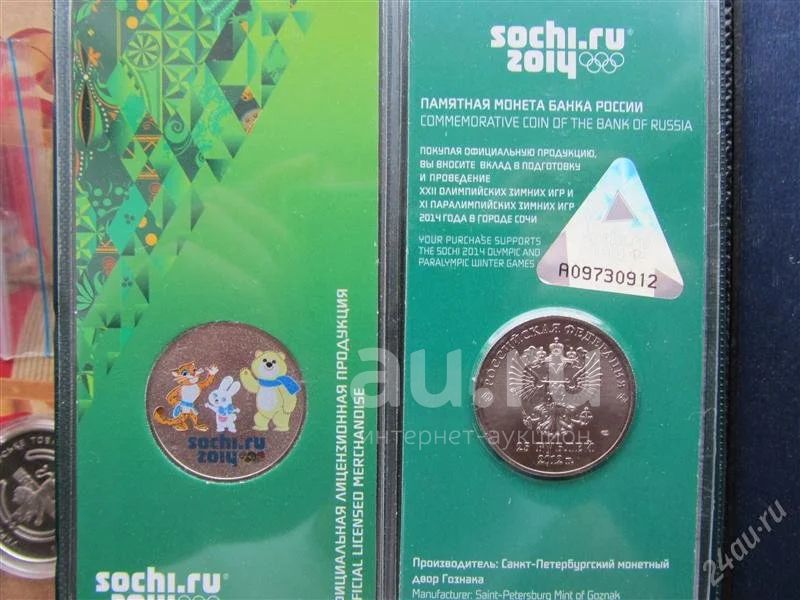 sochi.ru
2014
ПАМЯТНАЯ МОНЕТА БАНКА РОССИИ
COMMEMORATIVE COIN OF THE BANK OF RUSSIA
ПОКУПАЯ ОФИЦИАЛЬНУЮ ПРОДУКЦИЮ,
ВЫ ВНОСИТЕ ВКЛАД В ПОДГОТОВКУ
И ПРОВЕДЕНИЕ
XXII ОЛИМПИЙСКИХ ЗИМНИХ ИГР И
XI ПАРАЛИМПИЙСКИХ ЗИМНИХ ИГР
2014 ГОДА В ГОРОДЕ СОЧИ
YOUR PURCHASE SUPPORTS
THE SOCHI 2014 OLYMPIC AND
PARALYMPIC WINTER GAMES
A09730912
РОССИЙСКАЯ ФЕДЕРАЦИЯ
2012 г.
Производитель: Санкт-Петербургский монетный
двор Гознака
Manufacturer: Saint-Petersburg Mint of Goznak
ОФИЦИАЛЬНАЯ ЛИЦЕНЗИОННАЯ ПРОДУКЦИЯ
OFFICIAL LICENSED MERCHANDISE
sochi.ru
2014
sochi.ru
2014
au.ru
интернет-аукцион
24au.ru